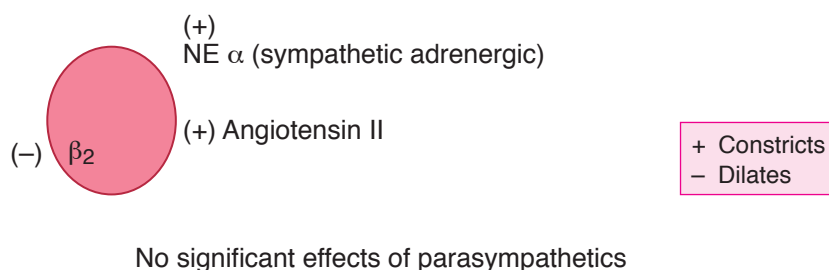 (+)
NE α (sympathetic adrenergic)
(+) Angiotensin II
(–) β2
+ Constricts
– Dilates
No significant effects of parasympathetics